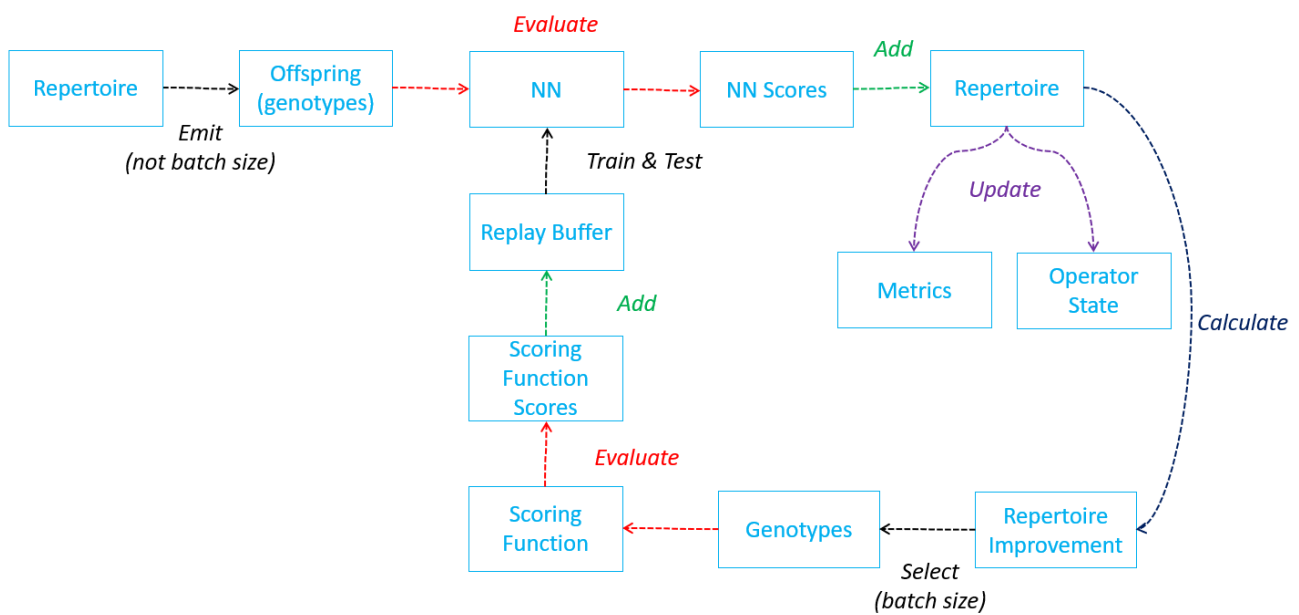 Evaluate
Add
Repertoire
Offspring
(genotypes)
NN
NN Scores
Repertoire
Emit
(not batch size)
Train & Test
Update
Replay Buffer
Metrics
Operator
State
Add
Calculate
Scoring
Function
Scores
Evaluate
Scoring
Function
Genotypes
Repertoire
Improvement
Select
(batch size)